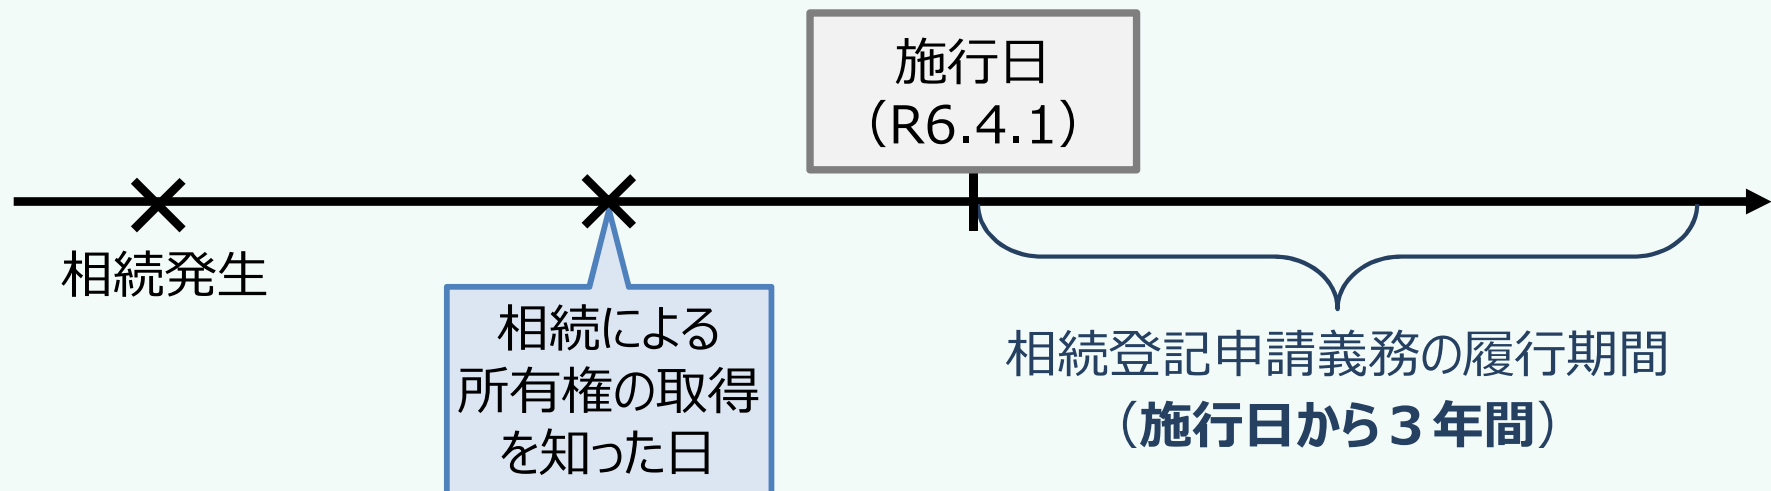 施行日
（R6.4.1）
相続発生
相続による
所有権の取得
を知った日
相続登記申請義務の履行期間
（施行日から３年間）